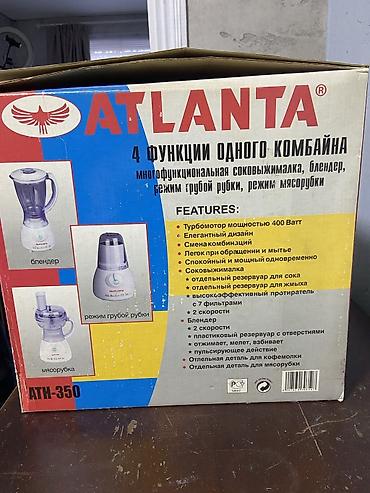 ATLANTA®
4 ФУНКЦИИ ОДНОГО КОМБАЙНА
многофункциональная соковыжималка, блендер,
режим грубой рубки, режим мясорубки
FEATURES:
• Турбомотор мощностью 400 Ватт
• Елегантный дизайн
• Смена комбинаций
• Легок при обращении и мытье
• Спокойный и мощный одновременно
• Соковыжималка
• отдельный резервуар для сока
• отдельный резервуар для жмыха
• высокоэффективный протиратель
с 7 фильтрами
• 2 скорости
• Блендер
• 2 скорости
• пластиковый резервуар с отверстиями
• отжимает, мелет, взбивает
• пульсирующее действие
• Отдельная деталь для кофемолки
• Отдельная деталь для мясорубки
блендер
режим грубой рубки
мясорубка
ATH-350